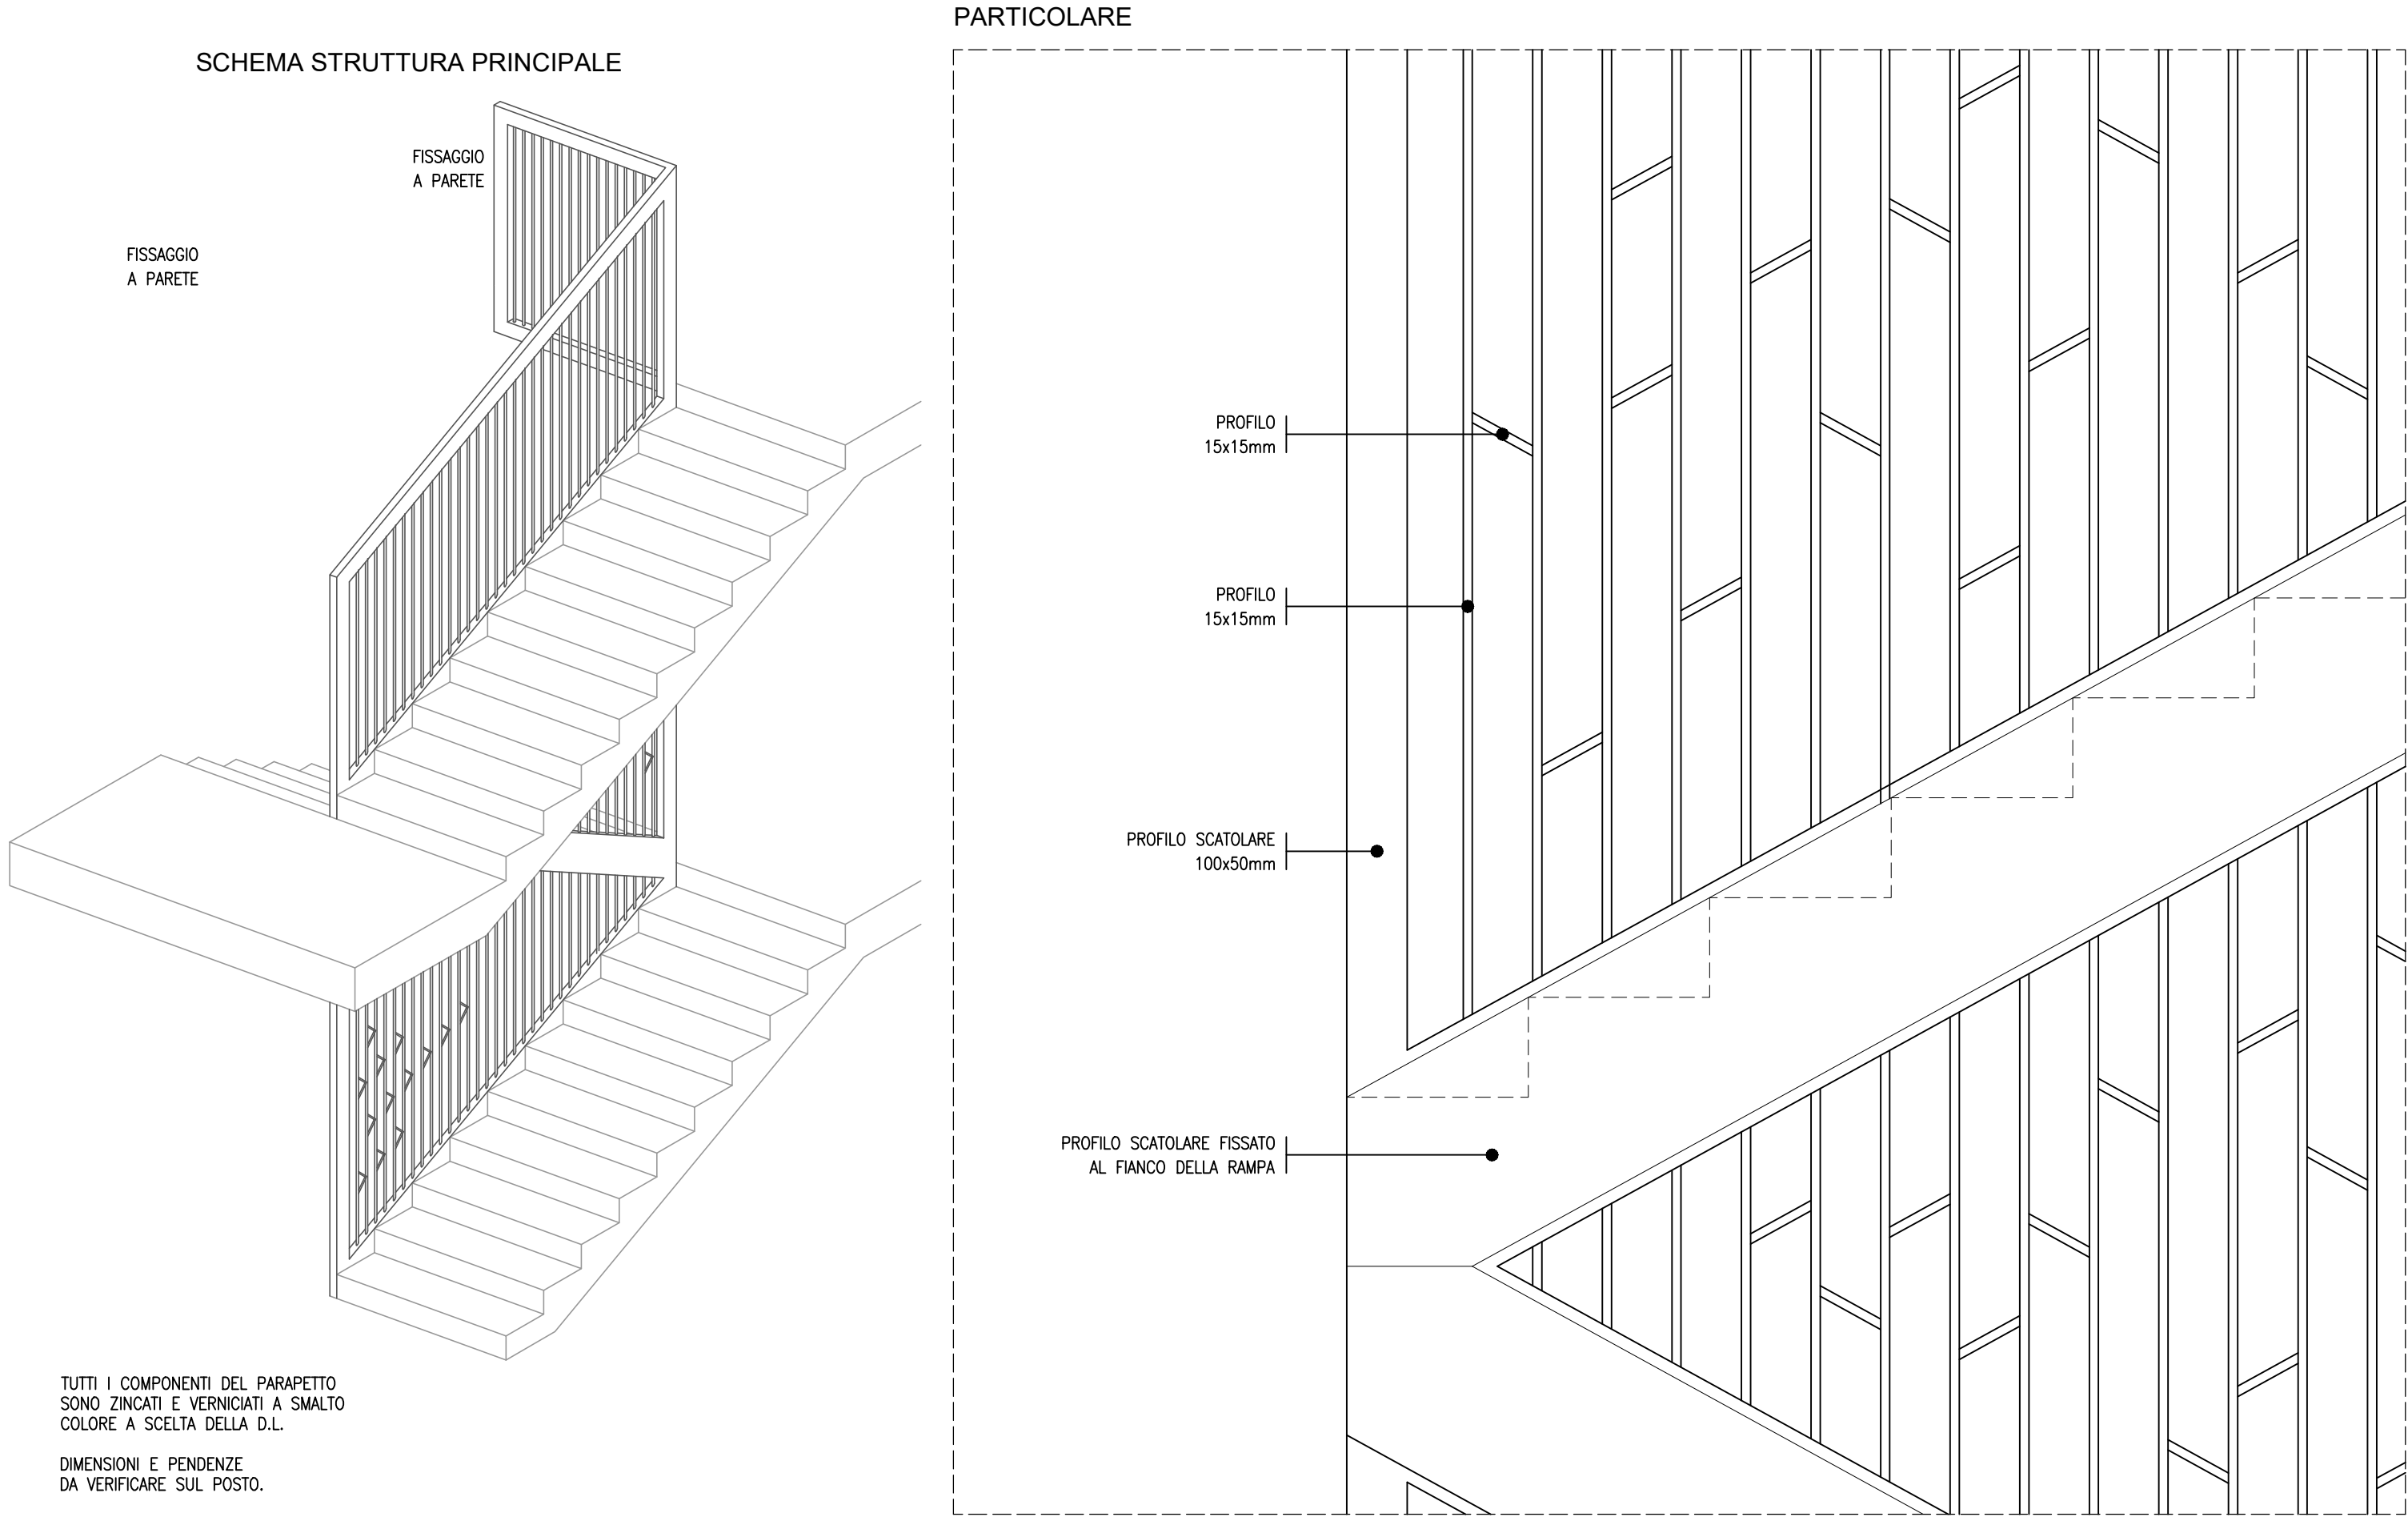 PARTICOLARE
SCHEMA STRUTTURA PRINCIPALE
FISSAGGIO
A PARETE
FISSAGGIO
A PARETE
PROFILO
15x15mm
PROFILO
15x15mm
PROFILO SCATOLARE
100x50mm
PROFILO SCATOLARE FISSATO
AL FIANCO DELLA RAMPA
TUTTI I COMPONENTI DEL PARAPETTO
SONO ZINCATI E VERNICIATI A SMALTO
COLORE A SCELTA DELLA D.L.
DIMENSIONI E PENDENZE
DA VERIFICARE SUL POSTO.